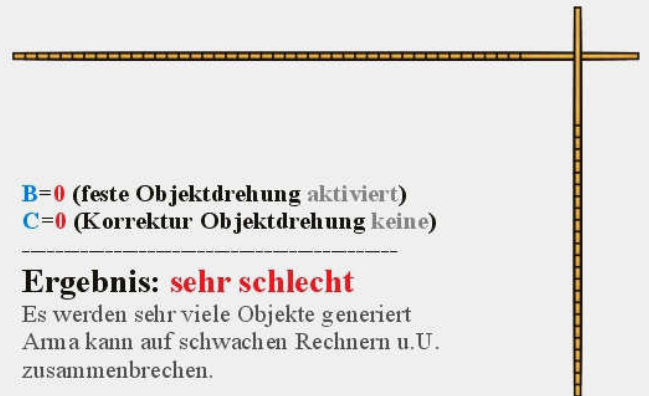 B=0 (feste Objektdrehung aktiviert)
C=0 (Korrektur Objektdrehung keine)
------------------------------------------------
Ergebnis: sehr schlecht
Es werden sehr viele Objekte generiert
Arma kann auf schwachen Rechnern u.U.
zusammenbrechen.